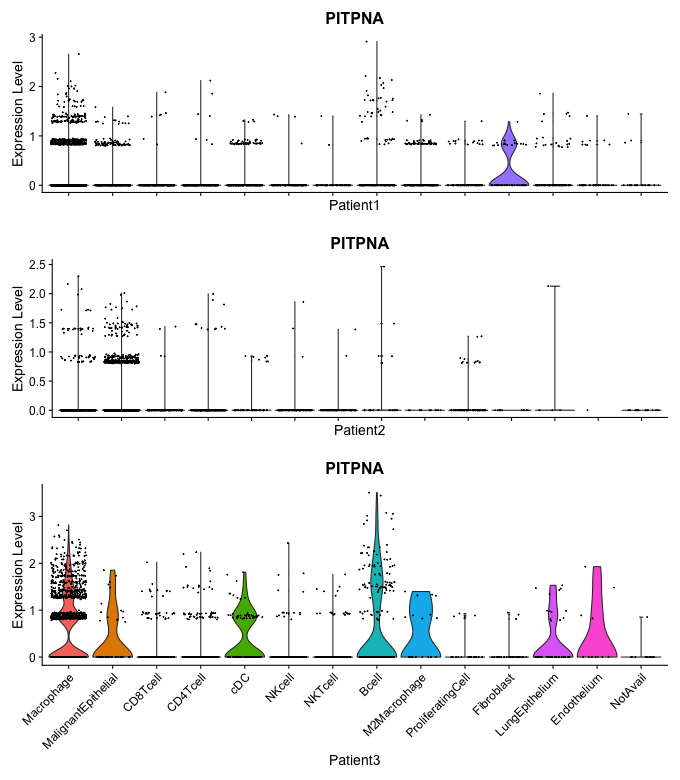 PITPNA
Expression Level
3
2
1
0
Patient1
PITPNA
Expression Level
2.5
2.0
1.5
1.0
0.5
0.0
Patient2
PITPNA
Expression Level
3
2
1
0
Macrophage
MalignantEpithelial
CD8Tcell
CD4Tcell
cDC
NKcell
NKTcell
Bcell
M2Macrophage
ProliferatingCell
Fibroblast
LungEpithelium
Endothelium
NotAvail
Patient3